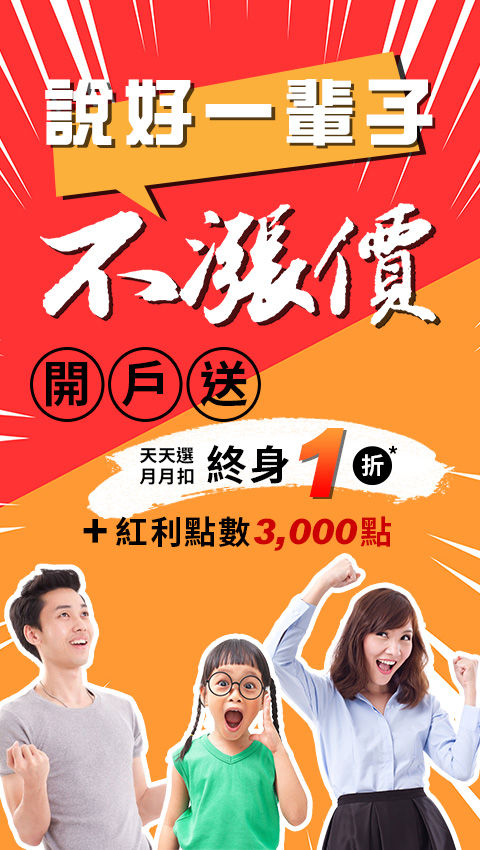 說好一輩子
不漲價
開戶送
天天選
月月扣
終身1折*
+紅利點數3,000點